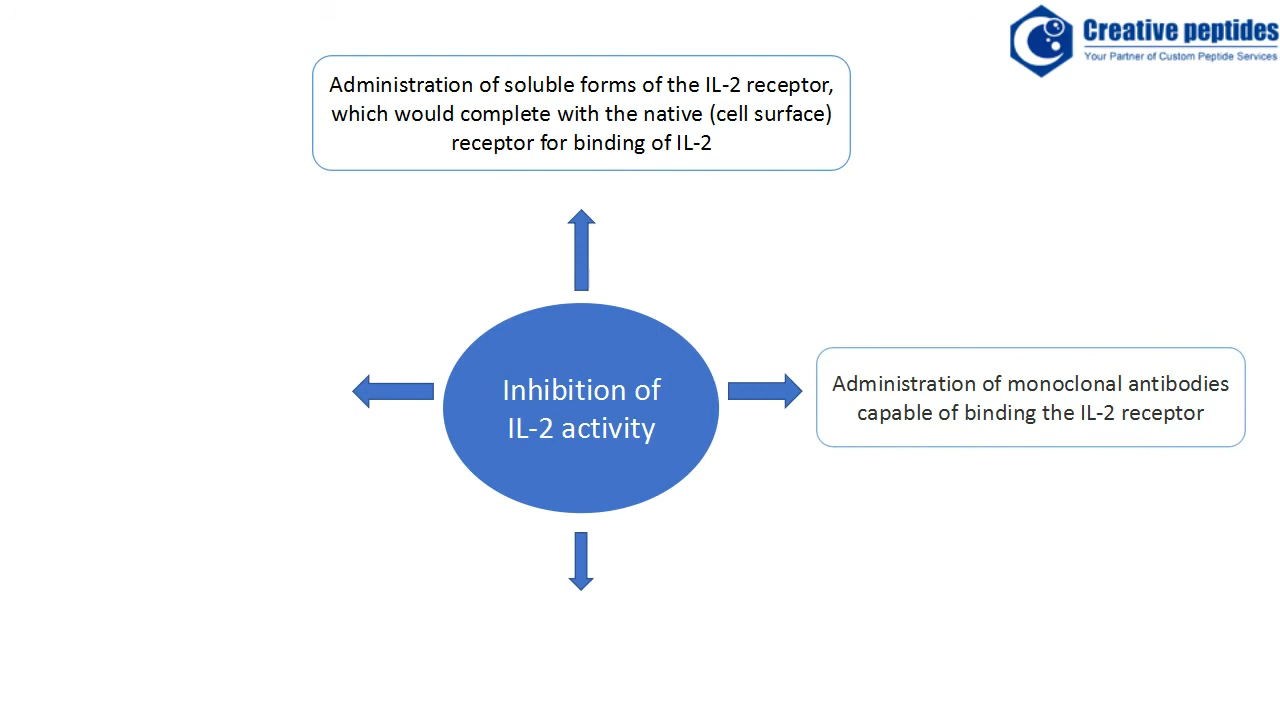 Creative peptides
Your Partner of Custom Peptide Services
Administration of soluble forms of the IL-2 receptor,
which would complete with the native (cell surface)
receptor for binding of IL-2
Inhibition of
IL-2 activity
Administration of monoclonal antibodies
capable of binding the IL-2 receptor